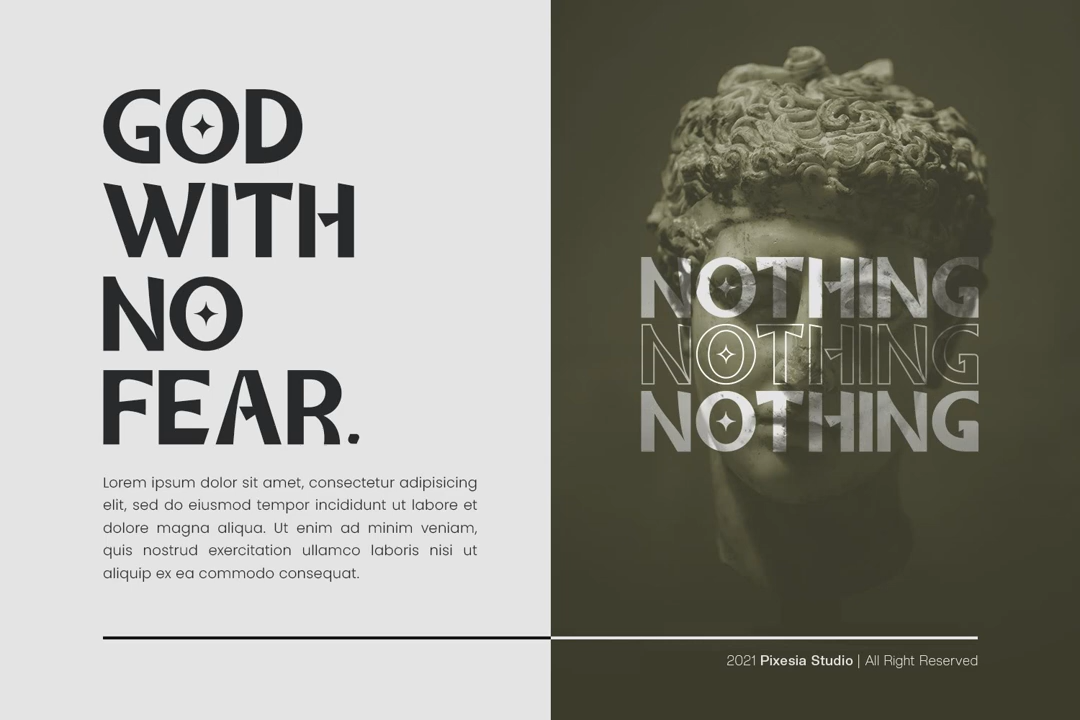 GOD
WITH
NO
FEAR.
Lorem ipsum dolor sit amet, consectetur adipisicing
elit, sed do eiusmod tempor incididunt ut labore et
dolore magna aliqua. Ut enim ad minim veniam,
quis nostrud exercitation ullamco laboris nisi ut
aliquip ex ea commodo consequat.
NOTHING
NOTHING
NOTHING
2021 Pixesia Studio | All Right Reserved